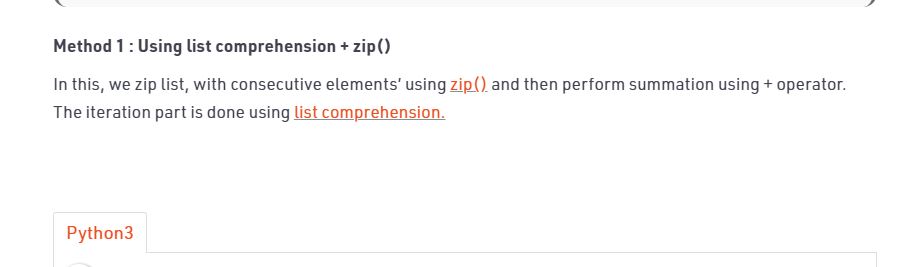 Method 1 : Using list comprehension + zip()
In this, we zip list, with consecutive elements’ using zip() and then perform summation using + operator.
The iteration part is done using list comprehension.
Python3